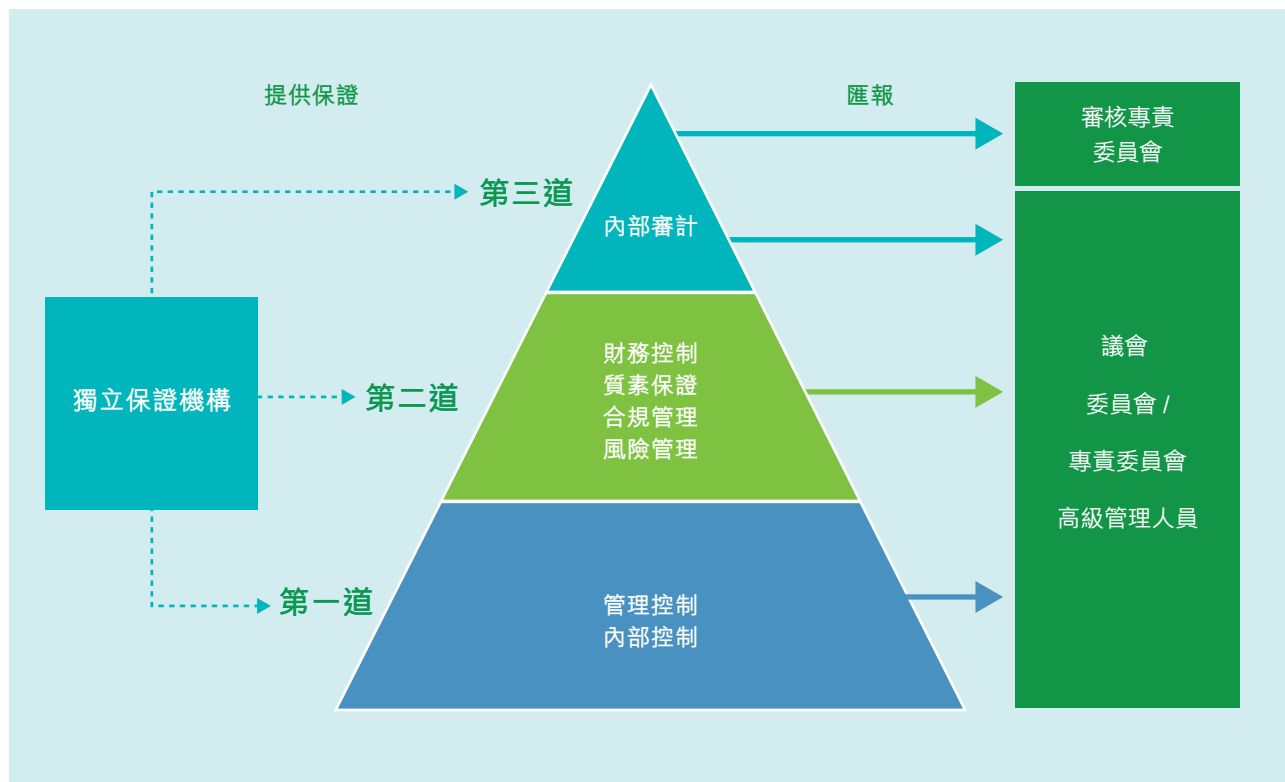 提供保證
匯報
審核專責
委員會
第三道
內部審計
財務控制
質素保證
合規管理
風險管理
議會
委員會 /
專責委員會
高級管理人員
獨立保證機構
第二道
第一道
管理控制
內部控制